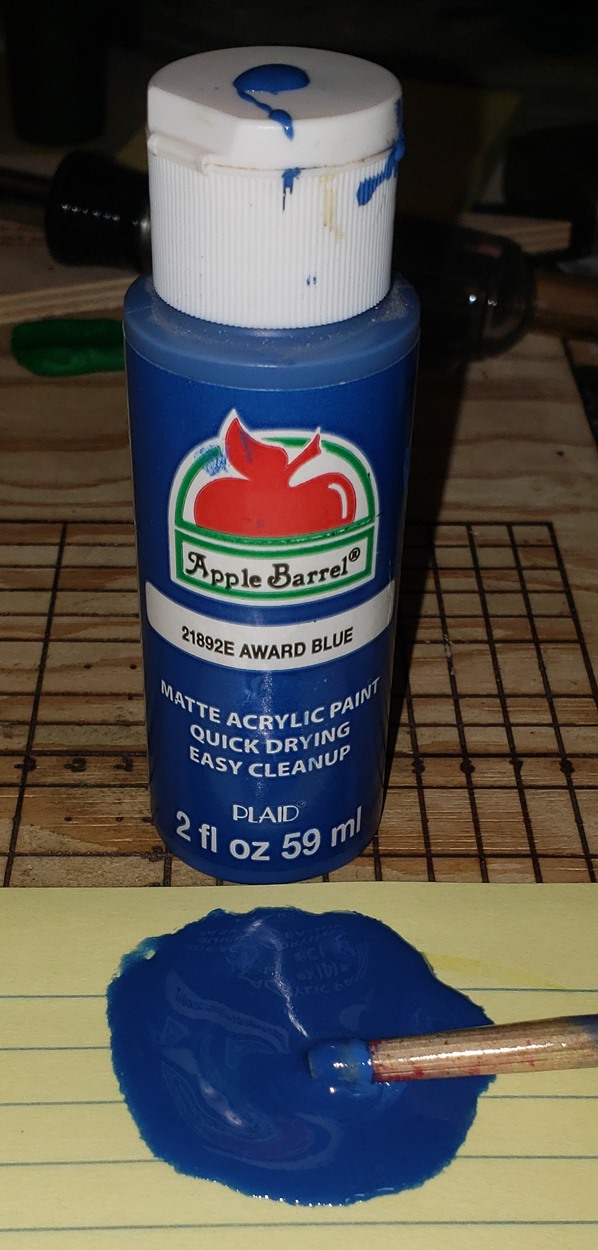 Apple Barrel®
21892E AWARD BLUE
MATTE ACRYLIC PAINT
QUICK DRYING
EASY CLEANUP
PLAID®
2 fl oz 59 ml